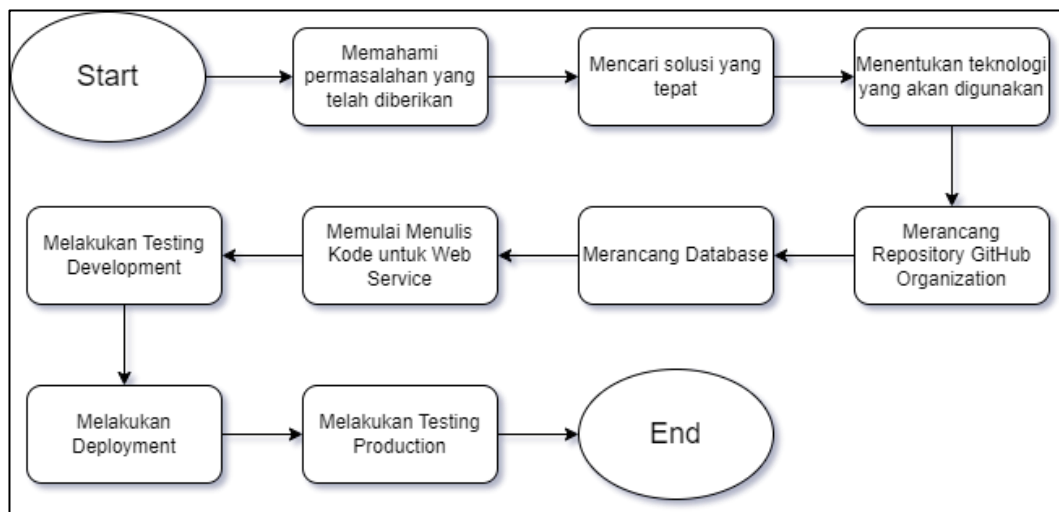 Start
Memahami
permasalahan yang
telah diberikan
Mencari solusi yang
tepat
Menentukan teknologi
yang akan digunakan
Merancang
Repository GitHub
Organization
Merancang Database
Memulai Menulis
Kode untuk Web
Service
Melakukan Testing
Development
Melakukan
Deployment
Melakukan Testing
Production
End